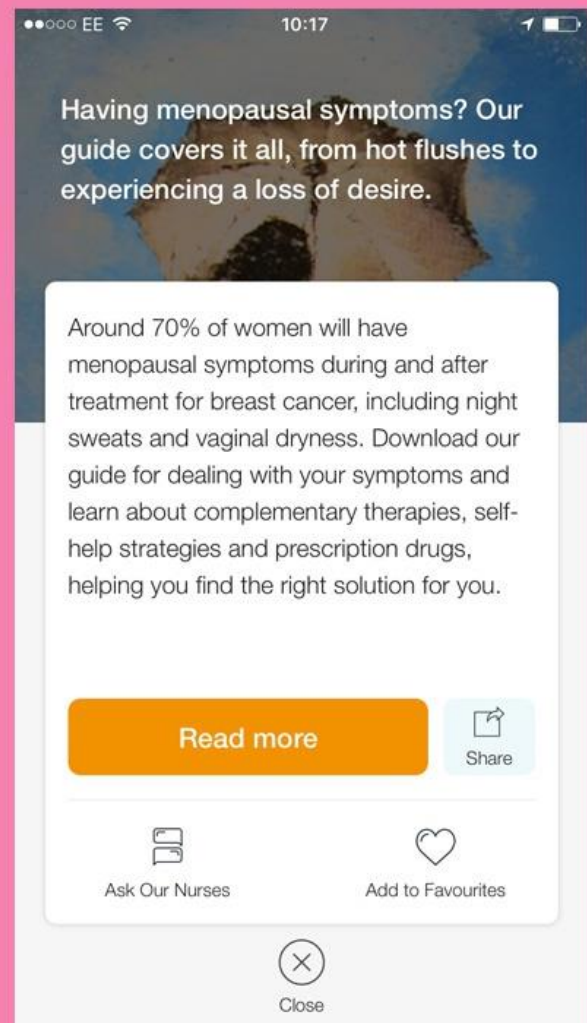 EE 10:17
Having menopausal symptoms? Our
guide covers it all, from hot flushes to
experiencing a loss of desire.
Around 70% of women will have
menopausal symptoms during and after
treatment for breast cancer, including night
sweats and vaginal dryness. Download our
guide for dealing with your symptoms and
learn about complementary therapies, self-
help strategies and prescription drugs,
helping you find the right solution for you.
Read more
Share
Ask Our Nurses
Add to Favourites
Close